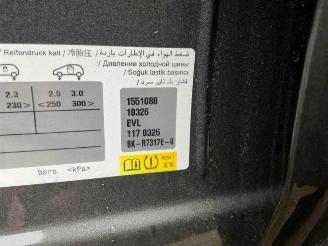 ضغط الهواء في الإطارات باردة /
/ Reifendruck kalt / 冷胎压 /
/ Давление холодной шины
/ Soğuk lastik basıncı
2.3 2.5 3.0
230> <250 300>
bars <kPa>
1551088
10326
EVL
117 0326
BK-R7317E-0